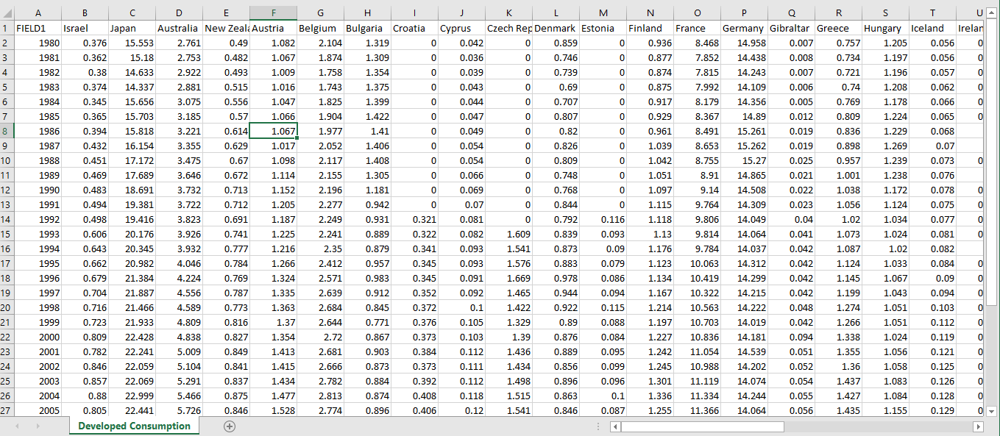 A B C D E F G H I J K L M N O P Q R S T U
1 FIELD1 Israel Japan Australia New Zeala Austria Belgium Bulgaria Croatia Cyprus Czech Rep Denmark Estonia Finland France Germany Gibraltar Greece Hungary Iceland Irelan
2 1980 0.376 15.553 2.761 0.49 1.082 2.104 1.319 0 0.042 0 0.859 0 0.936 8.468 14.958 0.007 0.757 1.205 0.056 0
3 1981 0.362 15.18 2.753 0.482 1.067 1.874 1.309 0 0.036 0 0.746 0 0.877 7.852 14.438 0.008 0.734 1.197 0.056 0
4 1982 0.38 14.633 2.922 0.493 1.009 1.758 1.354 0 0.039 0 0.739 0 0.874 7.815 14.243 0.007 0.721 1.196 0.057 0
5 1983 0.374 14.337 2.881 0.515 1.016 1.743 1.375 0 0.043 0 0.69 0 0.875 7.992 14.109 0.006 0.74 1.208 0.062 0
6 1984 0.345 15.656 3.075 0.556 1.047 1.825 1.399 0 0.044 0 0.707 0 0.917 8.179 14.356 0.005 0.769 1.178 0.066 0
7 1985 0.365 15.703 3.185 0.57 1.066 1.904 1.422 0 0.047 0 0.807 0 0.929 8.367 14.89 0.012 0.809 1.224 0.065 0
8 1986 0.394 15.818 3.221 0.614 1.067 1.977 1.41 0 0.049 0 0.82 0 0.961 8.491 15.261 0.019 0.836 1.229 0.068
9 1987 0.432 16.154 3.355 0.629 1.017 2.052 1.406 0 0.054 0 0.826 0 1.039 8.653 15.262 0.019 0.898 1.269 0.07
10 1988 0.451 17.172 3.475 0.67 1.098 2.117 1.408 0 0.054 0 0.809 0 1.042 8.755 15.27 0.025 0.957 1.239 0.073 0
11 1989 0.469 17.689 3.646 0.672 1.114 2.155 1.305 0 0.066 0 0.748 0 1.051 8.91 14.865 0.021 1.001 1.238 0.076
12 1990 0.483 18.691 3.732 0.713 1.152 2.196 1.181 0 0.069 0 0.768 0 1.097 9.14 14.508 0.022 1.038 1.172 0.078 0
13 1991 0.494 19.381 3.722 0.712 1.205 2.277 0.942 0 0.07 0 0.844 0 1.115 9.764 14.309 0.023 1.056 1.124 0.075 0
14 1992 0.498 19.416 3.823 0.691 1.187 2.249 0.931 0.321 0.081 0 0.792 0.116 1.118 9.806 14.049 0.04 1.02 1.034 0.077 0
15 1993 0.606 20.176 3.926 0.741 1.225 2.241 0.889 0.322 0.082 1.609 0.839 0.093 1.13 9.814 14.064 0.041 1.073 1.024 0.081 0
16 1994 0.643 20.345 3.932 0.777 1.216 2.35 0.879 0.341 0.093 1.541 0.873 0.09 1.176 9.784 14.037 0.042 1.087 1.02 0.082
17 1995 0.662 20.982 4.046 0.784 1.266 2.412 0.957 0.345 0.093 1.576 0.883 0.079 1.123 10.063 14.312 0.042 1.124 1.033 0.084 0
18 1996 0.679 21.384 4.224 0.769 1.324 2.571 0.983 0.345 0.091 1.669 0.978 0.086 1.134 10.419 14.299 0.042 1.145 1.067 0.09 0
19 1997 0.704 21.887 4.556 0.787 1.335 2.639 0.912 0.352 0.092 1.465 0.944 0.094 1.167 10.322 14.215 0.042 1.199 1.043 0.094 0
20 1998 0.716 21.466 4.589 0.773 1.363 2.684 0.845 0.372 0.1 1.422 0.922 0.115 1.214 10.563 14.222 0.048 1.274 1.051 0.103 0
21 1999 0.723 21.933 4.809 0.816 1.37 2.644 0.771 0.376 0.105 1.329 0.89 0.088 1.197 10.703 14.019 0.042 1.266 1.051 0.112 0
22 2000 0.809 22.428 4.838 0.827 1.354 2.72 0.867 0.373 0.103 1.39 0.876 0.084 1.227 10.836 14.181 0.094 1.338 1.024 0.119 0
23 2001 0.782 22.241 5.009 0.849 1.413 2.681 0.903 0.384 0.112 1.436 0.889 0.095 1.242 11.054 14.539 0.051 1.355 1.056 0.121 0
24 2002 0.846 22.059 5.104 0.841 1.415 2.666 0.873 0.373 0.111 1.434 0.856 0.099 1.245 10.988 14.202 0.052 1.36 1.058 0.125 0
25 2003 0.857 22.069 5.291 0.837 1.434 2.782 0.884 0.392 0.112 1.498 0.896 0.096 1.301 11.119 14.074 0.054 1.437 1.083 0.126 0
26 2004 0.88 22.999 5.466 0.875 1.477 2.813 0.874 0.408 0.118 1.515 0.863 0.1 1.336 11.334 14.244 0.055 1.427 1.084 0.128 0
27 2005 0.805 22.441 5.726 0.846 1.528 2.774 0.896 0.406 0.12 1.541 0.846 0.087 1.255 11.366 14.064 0.056 1.435 1.155 0.129 0
Developed Consumption